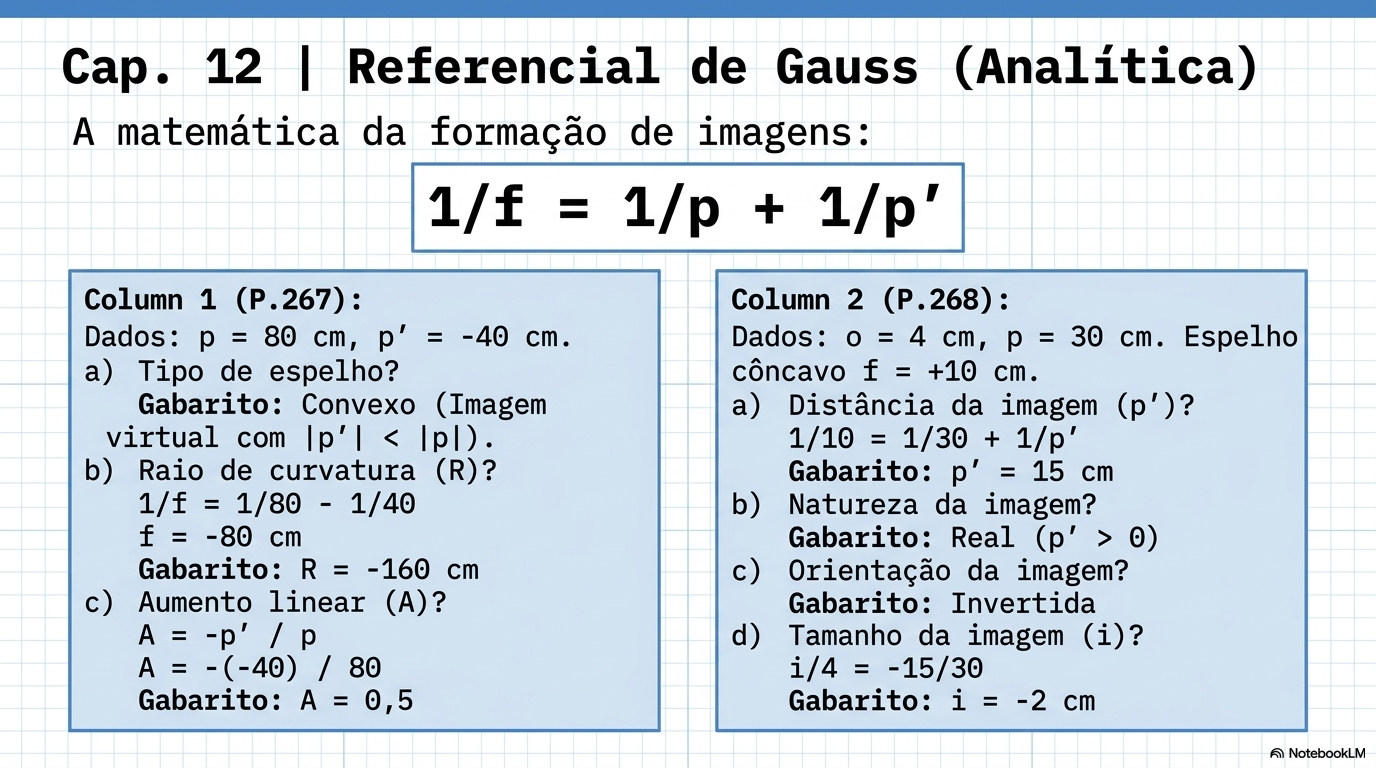 Cap. 12 | Referencial de Gauss (Analítica)
A matemática da formação de imagens:
1/f = 1/p + 1/p′
Column 1 (P.267):
Dados: p = 80 cm, p′ = -40 cm.
a) Tipo de espelho?
Gabarito: Convexo (Imagem
virtual com |p′| < |p|).
b) Raio de curvatura (R)?
1/f = 1/80 - 1/40
f = -80 cm
Gabarito: R = -160 cm
c) Aumento linear (A)?
A = -p′ / p
A = -(-40) / 80
Gabarito: A = 0,5
Column 2 (P.268):
Dados: o = 4 cm, p = 30 cm. Espelho
côncavo f = +10 cm.
a) Distância da imagem (p′)?
1/10 = 1/30 + 1/p′
Gabarito: p′ = 15 cm
b) Natureza da imagem?
Gabarito: Real (p′ > 0)
c) Orientação da imagem?
Gabarito: Invertida
d) Tamanho da imagem (i)?
i/4 = -15/30
Gabarito: i = -2 cm
NotebookLM